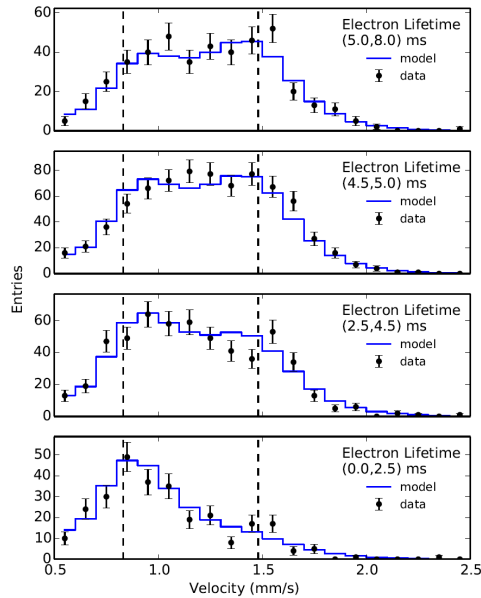 60
40
20
0
Electron Lifetime
(5.0,8.0) ms
model
data
80
60
40
20
0
Electron Lifetime
(4.5,5.0) ms
model
data
60
40
20
0
Electron Lifetime
(2.5,4.5) ms
model
data
50
40
30
20
10
0
Electron Lifetime
(0.0,2.5) ms
model
data
Entries
0.5 1.0 1.5 2.0 2.5
Velocity (mm/s)